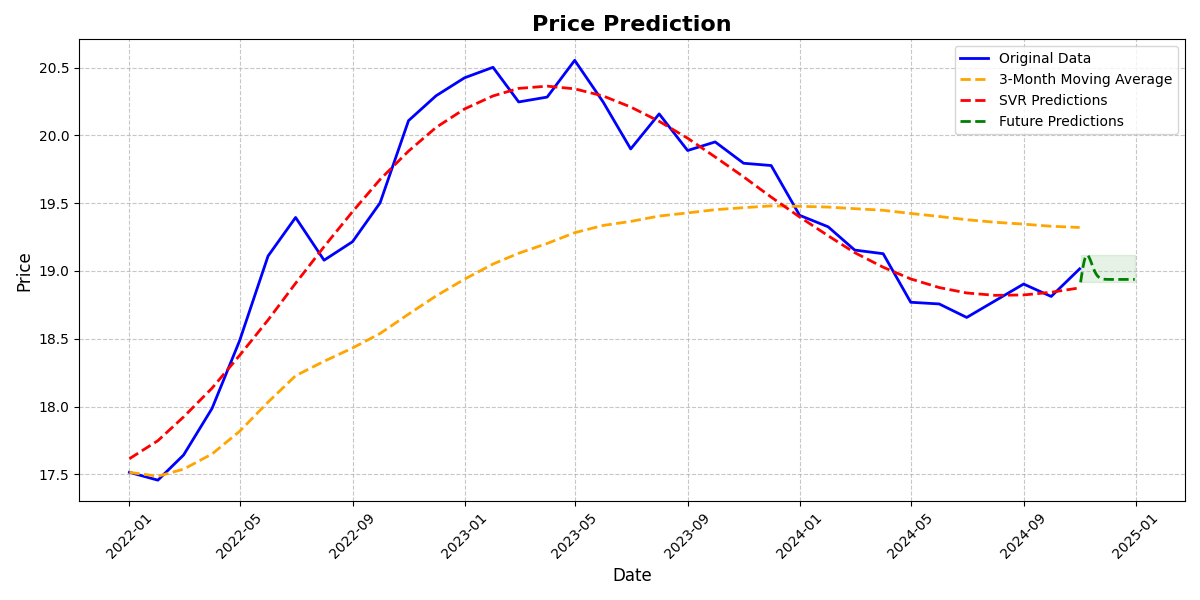 Price Prediction
Original Data
3-Month Moving Average
SVR Predictions
Future Predictions
Price
20.5
20.0
19.5
19.0
18.5
18.0
17.5
2022-01
2022-05
2022-09
2023-01
2023-05
2023-09
2024-01
2024-05
2024-09
2025-01
Date